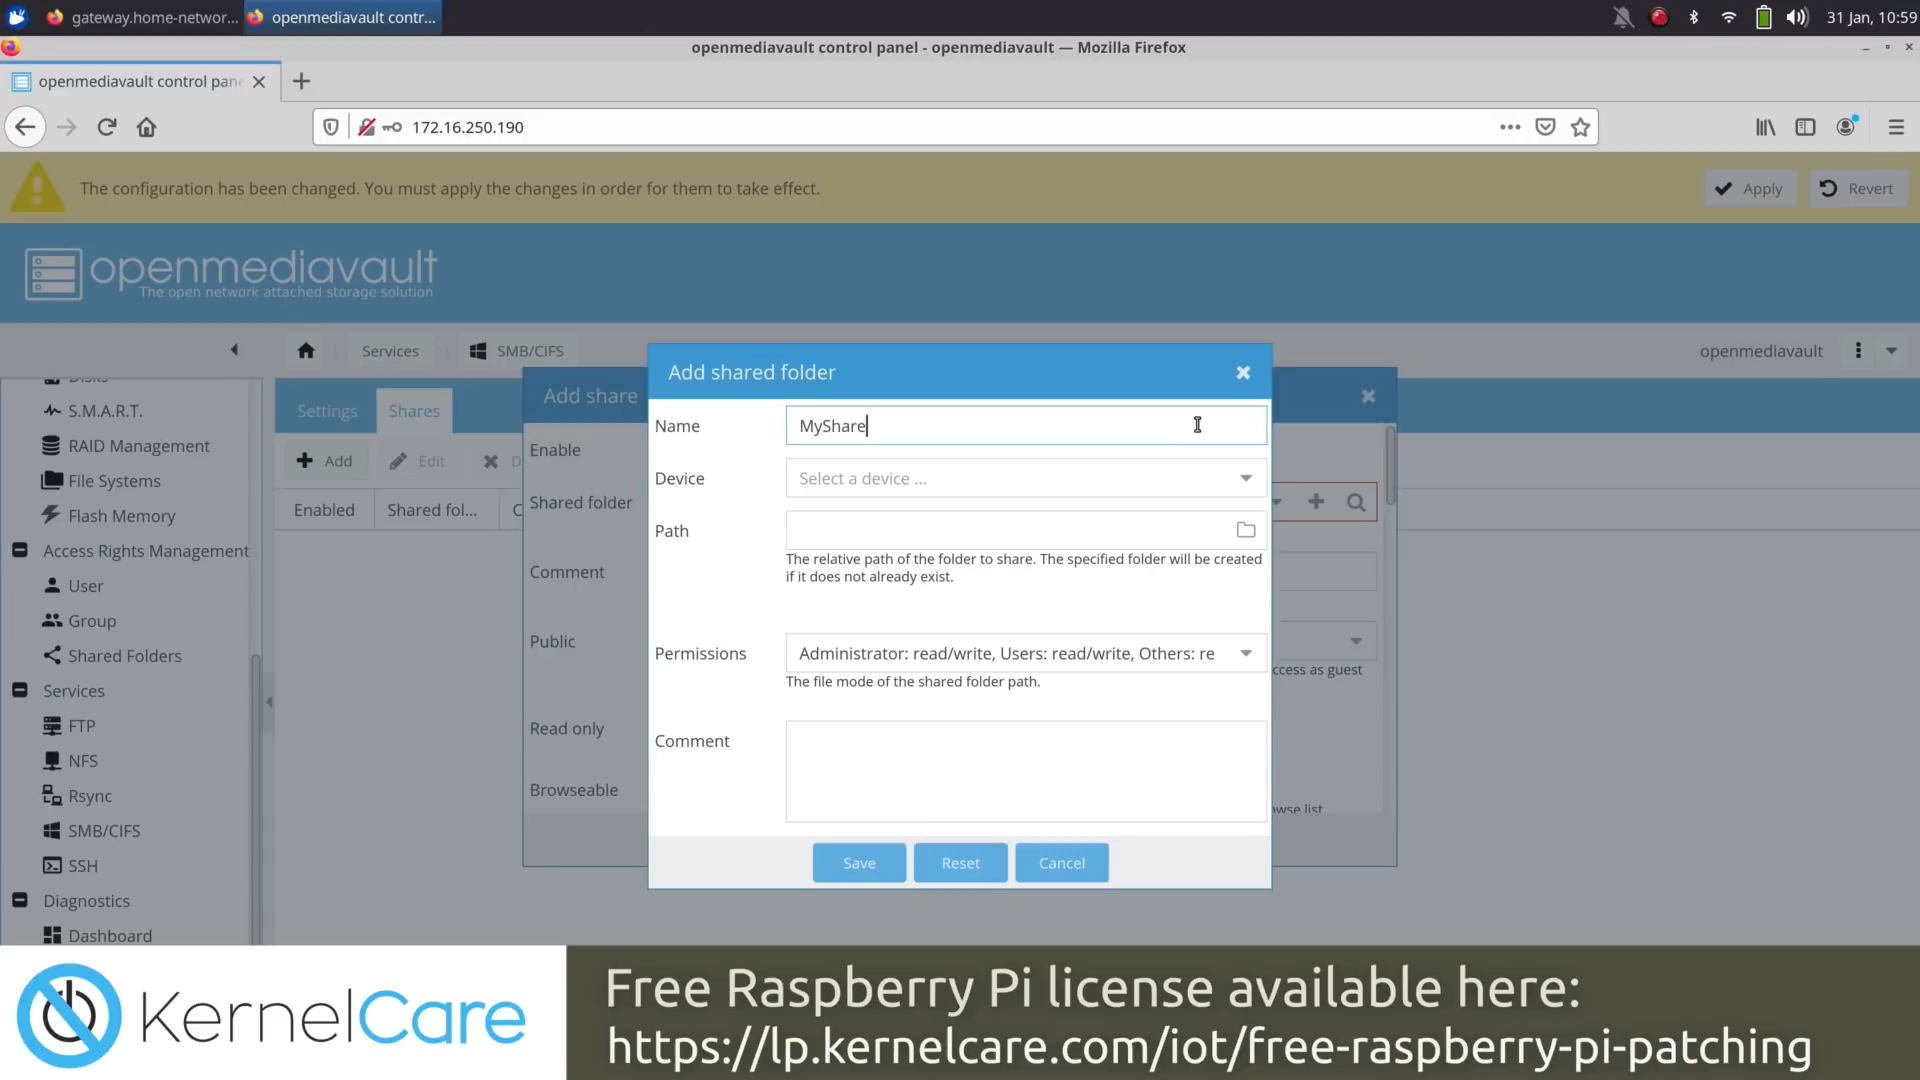 gateway.home-networ...
openmediavault contr...
31 Jan, 10:59
openmediavault control panel - openmediavault — Mozilla Firefox
openmediavault control pane
172.16.250.190
The configuration has been changed. You must apply the changes in order for them to take effect.
Apply
Revert
openmediavault
The open network attached storage solution
Services
SMB/CIFS
openmediavault
Disks
S.M.A.R.T.
RAID Management
File Systems
Flash Memory
Access Rights Management
User
Group
Shared Folders
Services
FTP
NFS
Rsync
SMB/CIFS
SSH
Diagnostics
Dashboard
Settings
Shares
Add
Edit
D
Enabled
Shared fol...
C
Add share
Enable
Shared folder
Comment
Public
ccess as guest
Read only
Browseable
wse list.
Add shared folder
Name
MyShare
Device
Select a device ...
Path
The relative path of the folder to share. The specified folder will be created
if it does not already exist.
Permissions
Administrator: read/write, Users: read/write, Others: re
The file mode of the shared folder path.
Comment
Save
Reset
Cancel
KernelCare
Free Raspberry Pi license available here:
https://lp.kernelcare.com/iot/free-raspberry-pi-patching